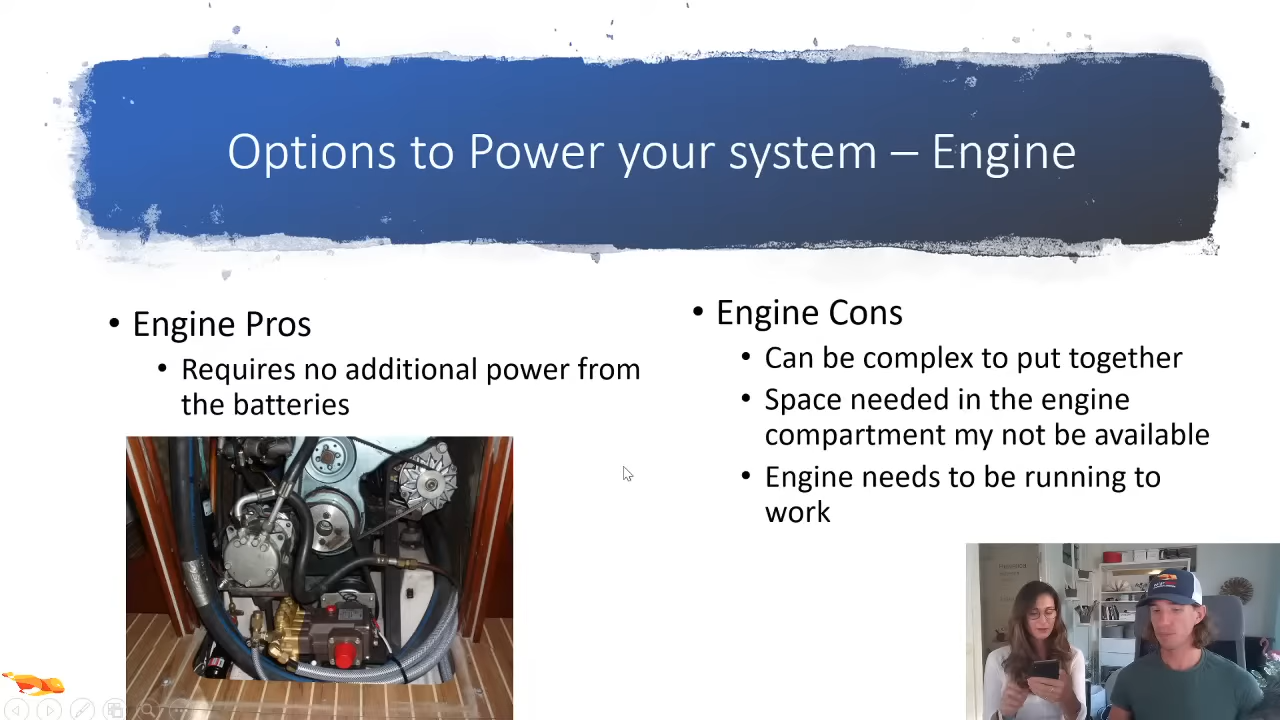 Options to Power your system – Engine
• Engine Pros
• Requires no additional power from
the batteries
• Engine Cons
• Can be complex to put together
• Space needed in the engine
compartment my not be available
• Engine needs to be running to
work